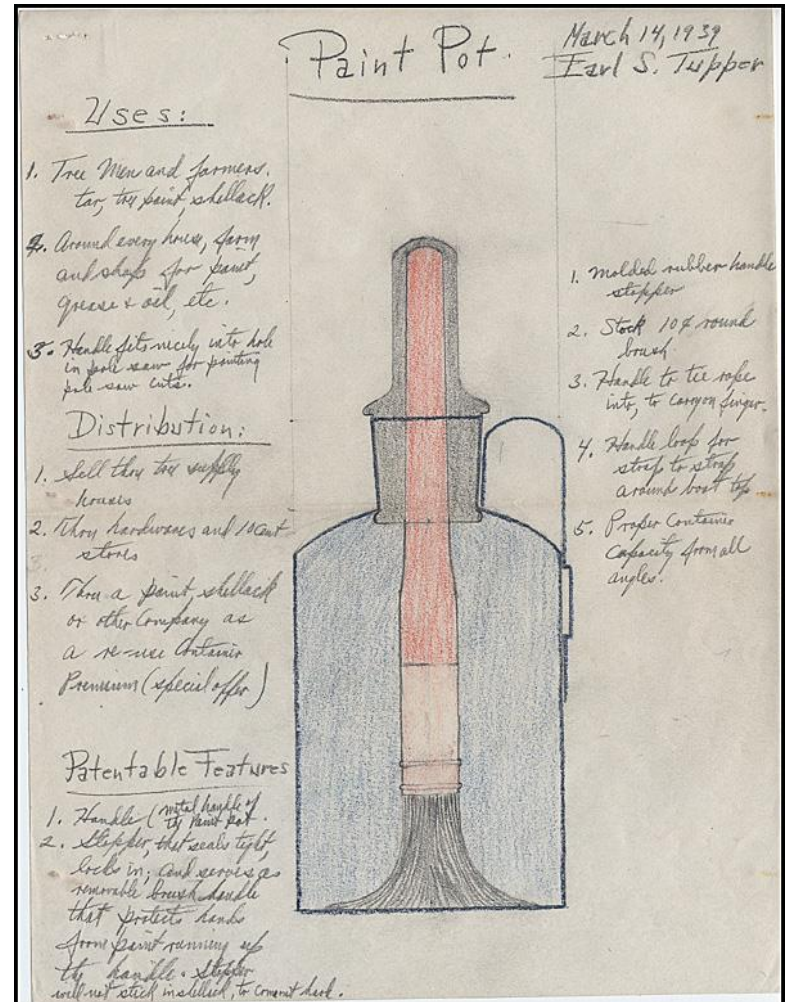 Paint Pot.
March 14, 1939
Earl S. Tupper
Uses:
1. Tree Men and farmers.
tar, tree paint, shellack.
2. Around every house, farm
and shop for paint,
grease & oil, etc.
3. Handle fits nicely into hole
in pole saw for painting
pole saw cuts.
Distribution:
1. Sell thru tree supply
houses
2. Thru hardwares and 10 cent
stores
3. Thru a paint, shellack
or other Company as
a re-use Container
Premium (special offer)
Patentable Features
1. Handle (metal handle of
the paint pot.
2. Stopper, that seals tight,
locks in; and serves as
removable brush handle
that protects hands
from paint running up
the handle. Stopper
will not stick in shellack, to cement hard.
1. Molded rubber handle
stopper
2. Stock 10¢ round
brush
3. Handle to tie rope
into, to carry on finger.
4. Handle loop for
strap to strap
around boot top
5. Proper Container
Capacity from all
angles.